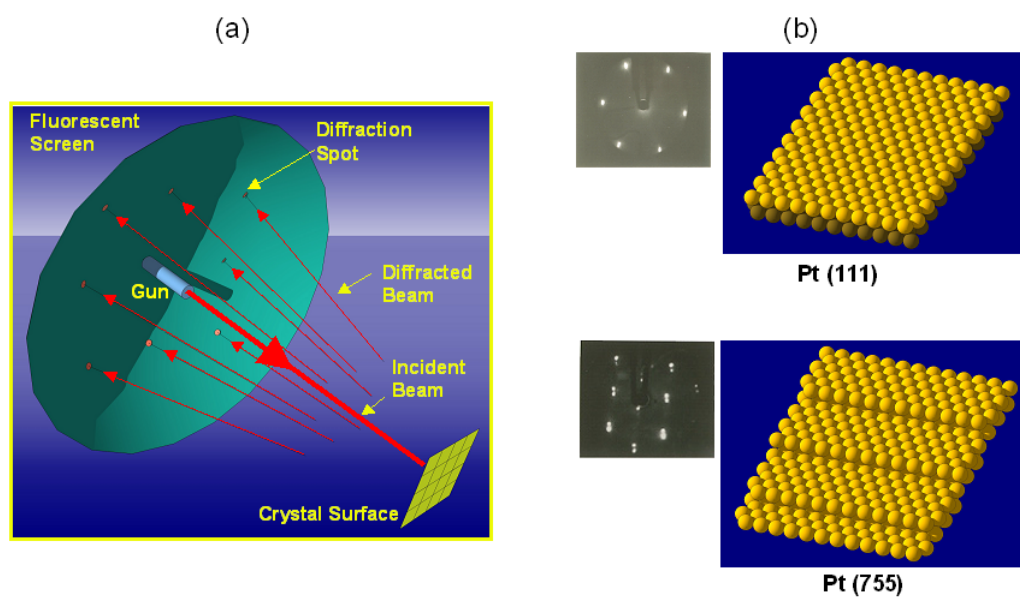 (a)
(b)
Fluorescent
Screen
Diffraction
Spot
Gun
Diffracted
Beam
Incident
Beam
Crystal Surface
Pt (111)
Pt (755)